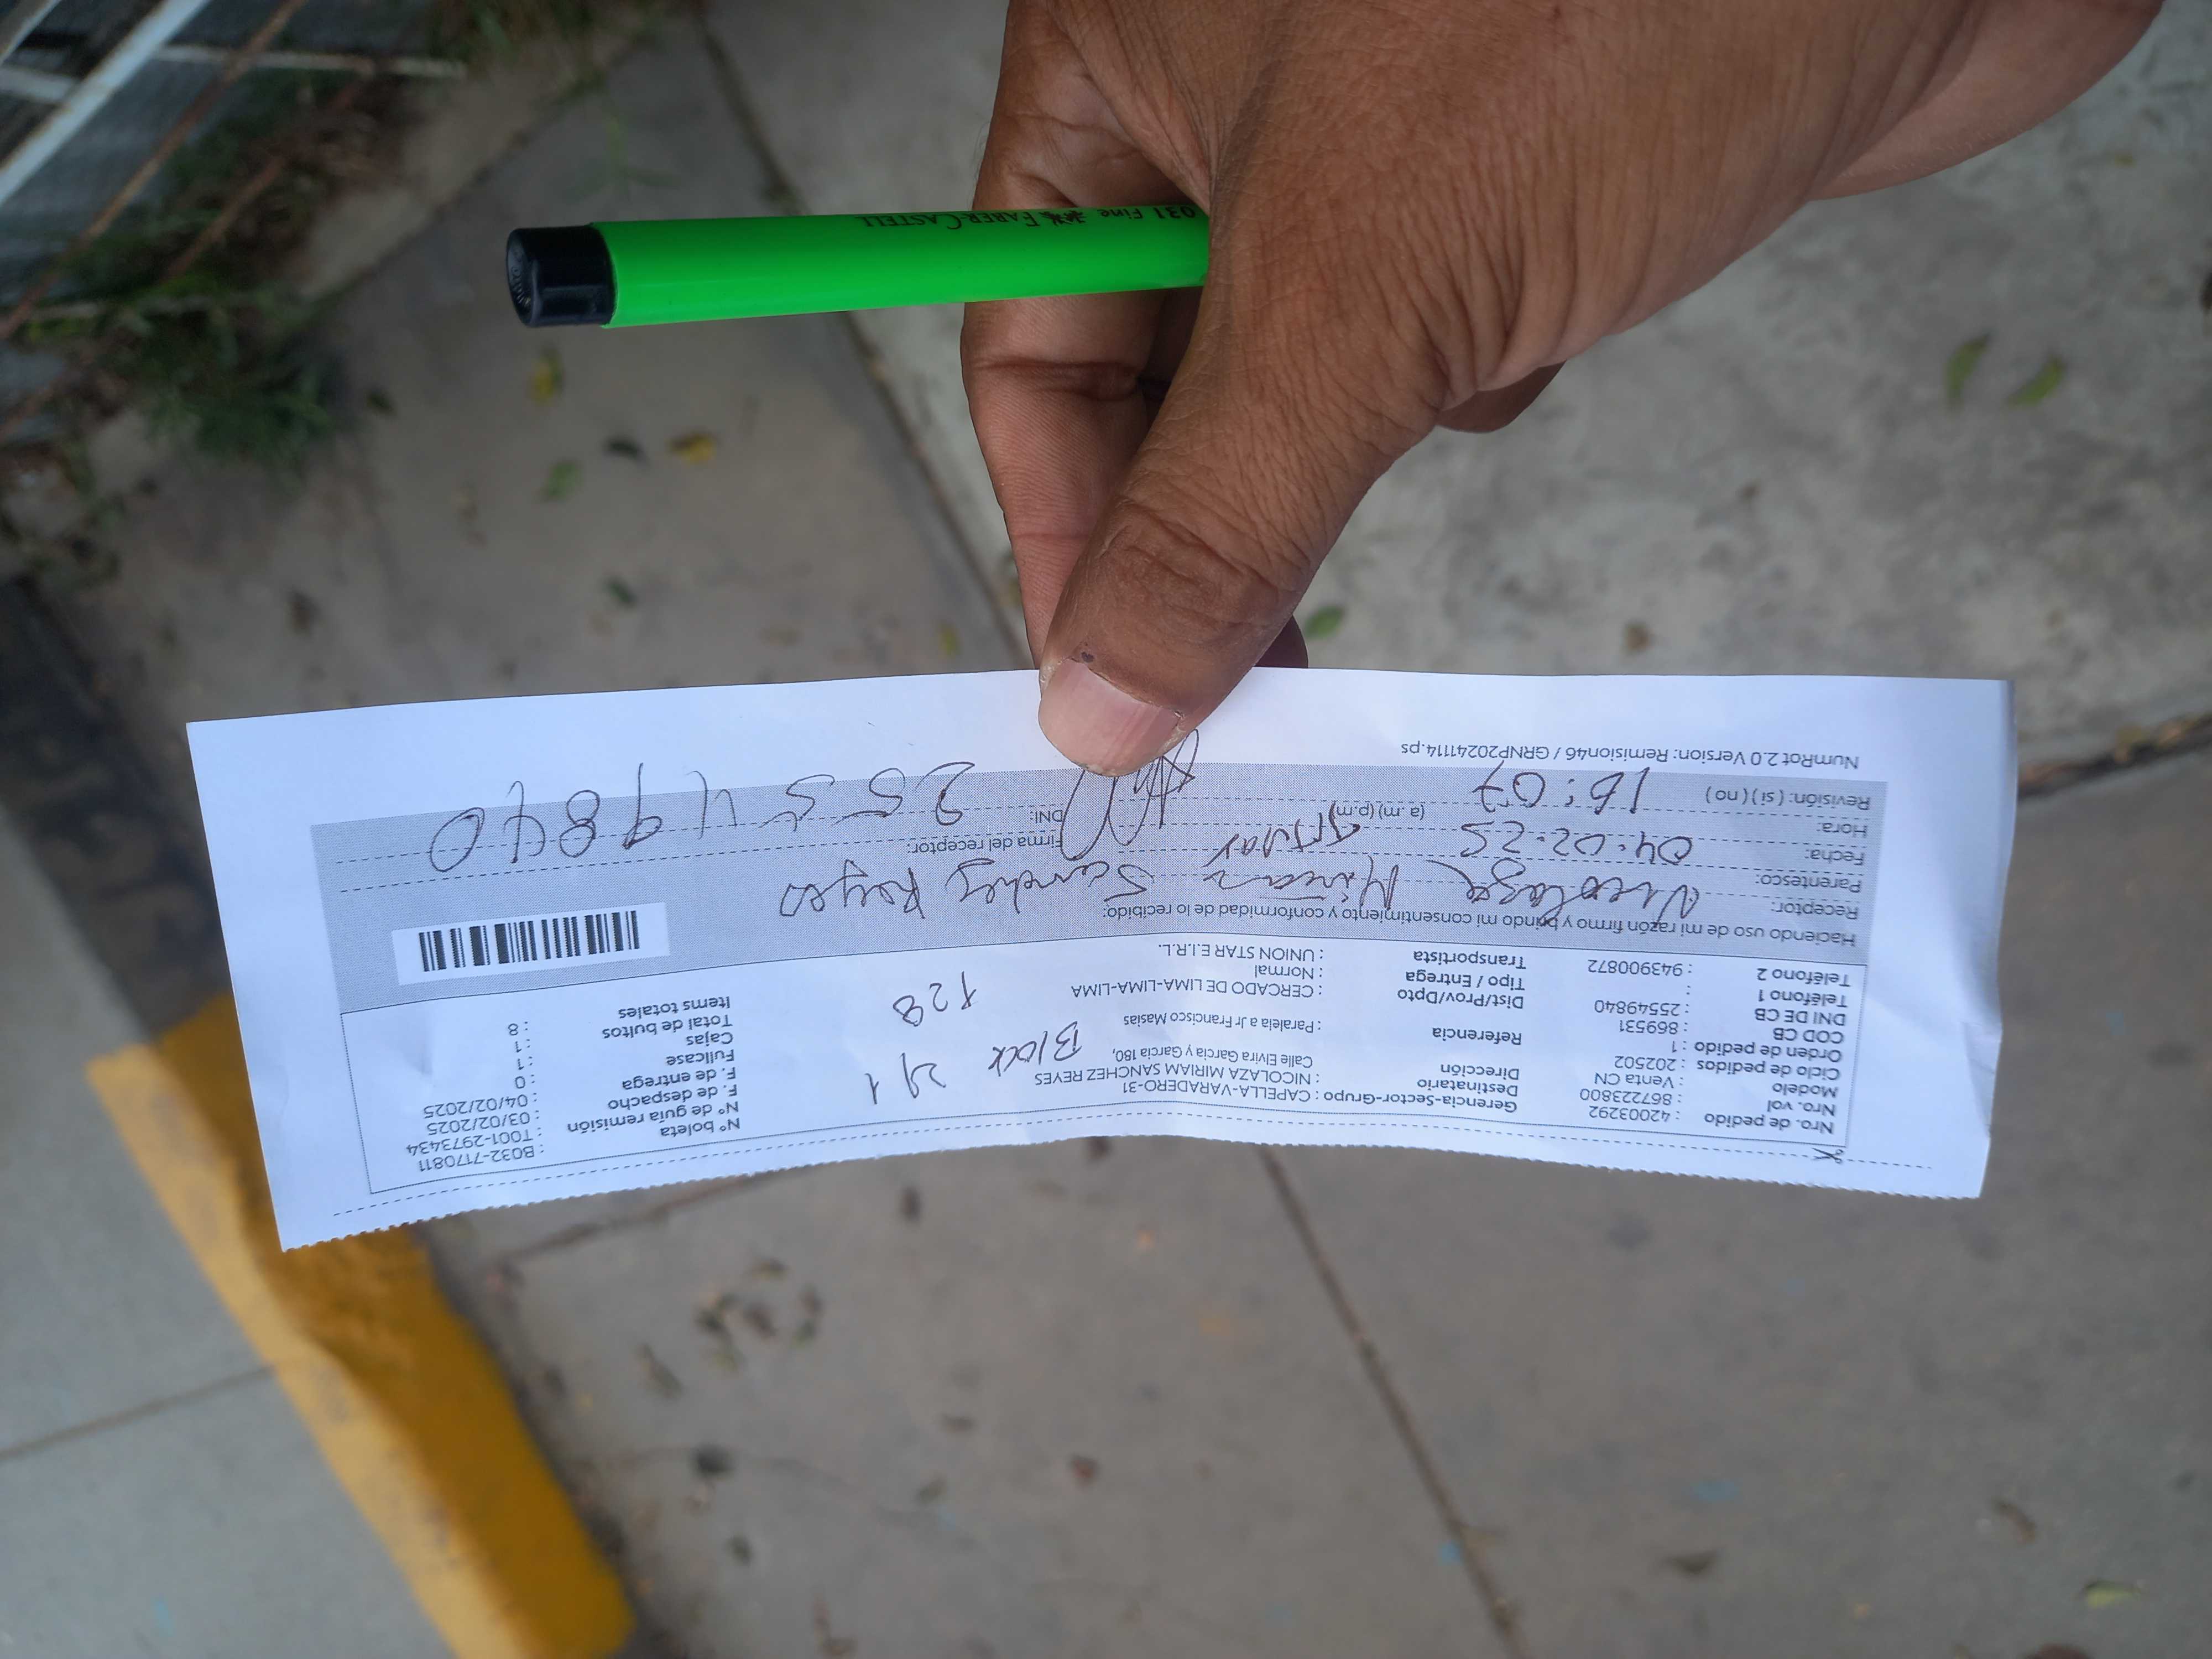 031 Fine FABER-CASTELL
Nro. de pedido : 42003292
Nro. vol : 867223800
Modelo : Venta CN
Ciclo de pedidos : 202502
Orden de pedido : 1
COD CB : 869531
DNI DE CB : 25549840
Teléfono 1 :
Teléfono 2 : 943900872
Gerencia-Sector-Grupo : CAPELLA-VARADERO-31
Destinatario : NICOLAZA MIRIAM SANCHEZ REYES
Dirección Calle Elvira Garcia y Garcia 180,
Referencia : Paralela a Jr Francisco Masias
Dist/Prov/Dpto : CERCADO DE LIMA-LIMA-LIMA
Tipo / Entrega : Normal
Transportista : UNION STAR E.I.R.L.
Block 291
128
N° boleta : B032-7170811
N° de guía remisión : T001-2973434
F. de despacho : 03/02/2025
F. de entrega : 04/02/2025
Fullcase : 0
Cajas : 1
Total de bultos : 1
Items totales : 8
Haciendo uso de mi razón firmo y brindo mi consentimiento y conformidad de lo recibido:
Receptor: Nicolaza Miriam Sanchez Reyes
Parentesco:
Fecha: 04.02.25
Hora: 16:07 (a.m) (p.m)
Revisión: ( si ) ( no )
Firma del receptor:
DNI: 25549840
NumRot 2.0 Version: Remision46 / GRNP20241114.ps